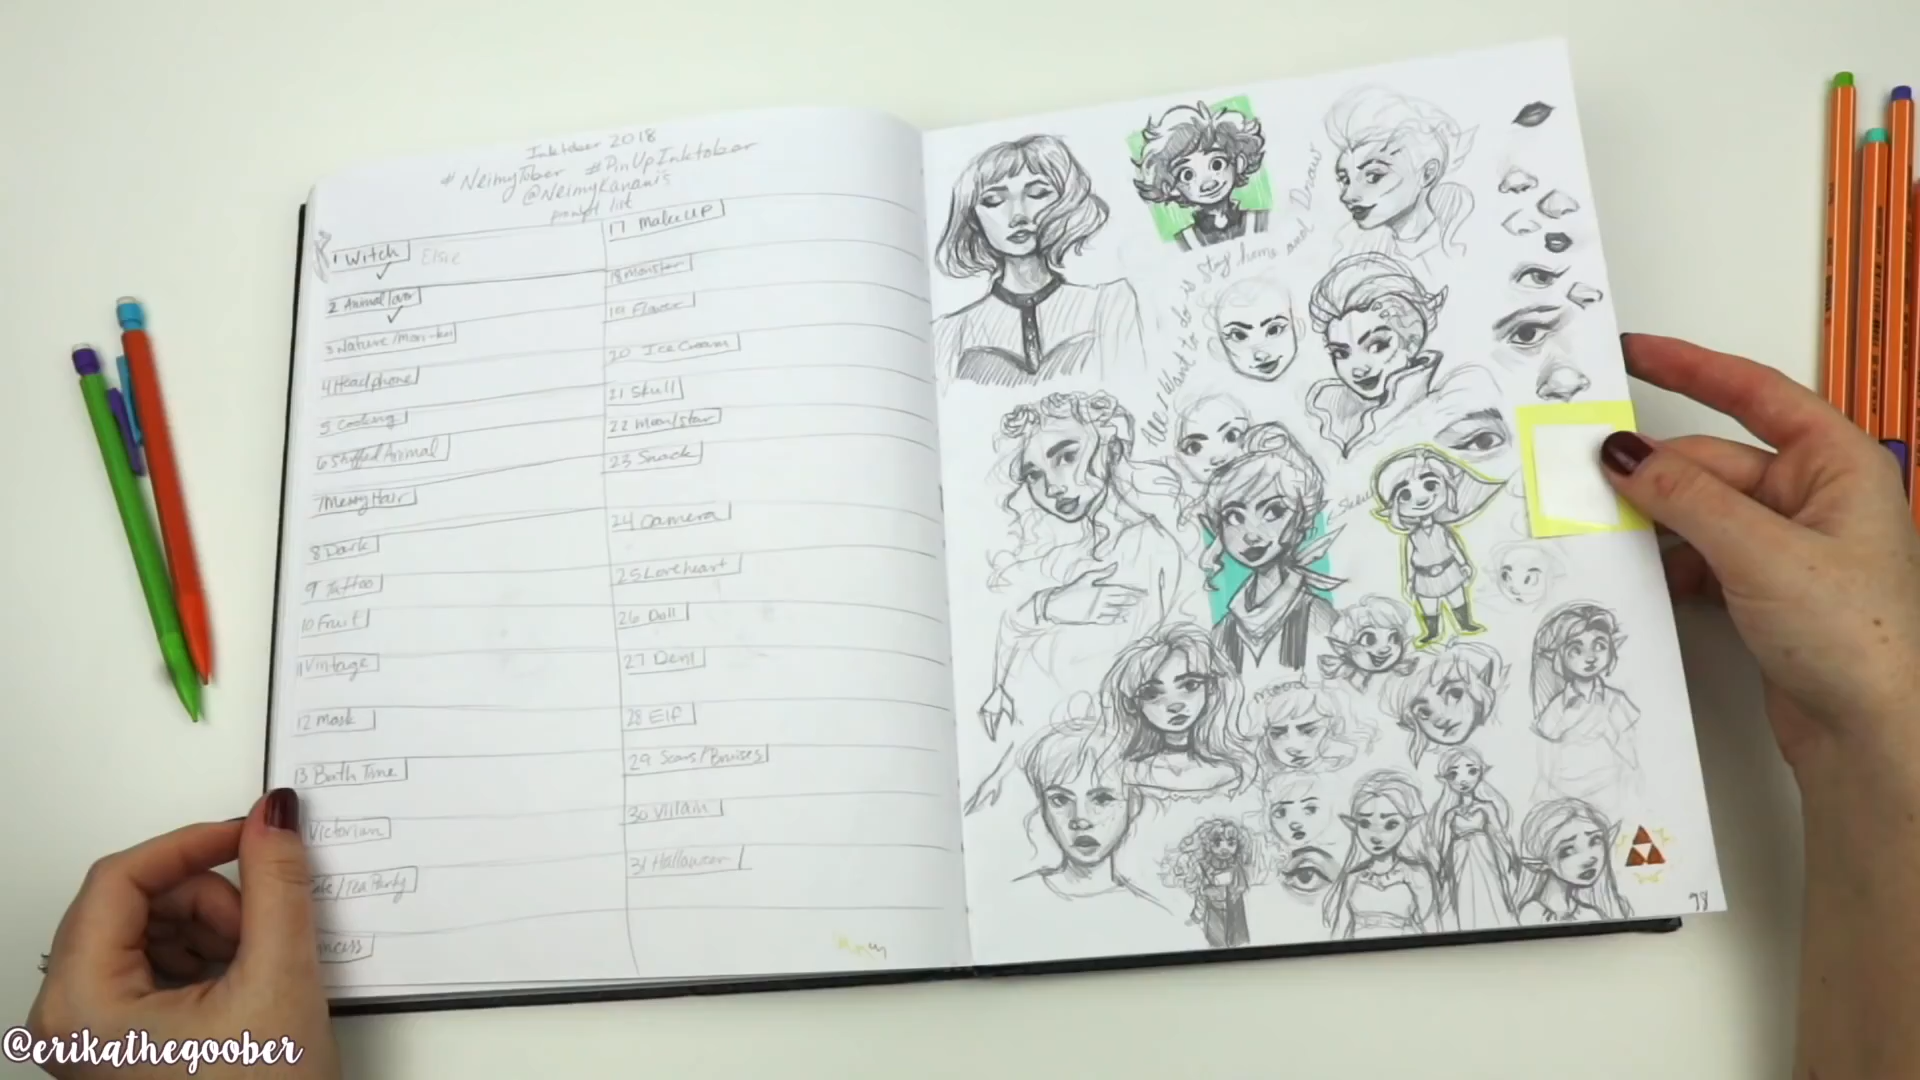 Inktober 2018
#NeimyTober #PinUpInktober
@NeimyKanani's
prompt list
1 Witch Elsie
2 Animal lover
3 Nature/Mori-kei
4 Headphone
5 Cooking
6 Stuffed Animal
7 Messy Hair
8 Dark
9 Tattoo
10 Fruit
11 Vintage
12 Mask
13 Birth Time
Victorian
Cafe/Tea Party
17 MakeUP
18 Monster
19 Flower
20 Ice Cream
21 Skull
22 Moon/star
23 Snack
24 Camera
25 Loveheart
26 Doll
27 Demi
28 Elf
29 Scars/Bruises
30 Villain
31 Halloween
All I Want to do is stay home and Draw
mood
78
@erikathegoober